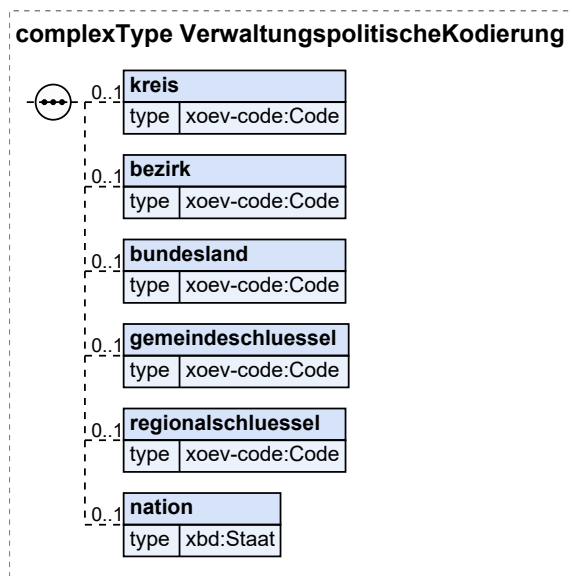 complexType VerwaltungspolitischeKodierung
0..1 kreis
type xoev-code:Code
0..1 bezirk
type xoev-code:Code
0..1 bundesland
type xoev-code:Code
0..1 gemeindeschluessel
type xoev-code:Code
0..1 regionalschluessel
type xoev-code:Code
0..1 nation
type xbd:Staat